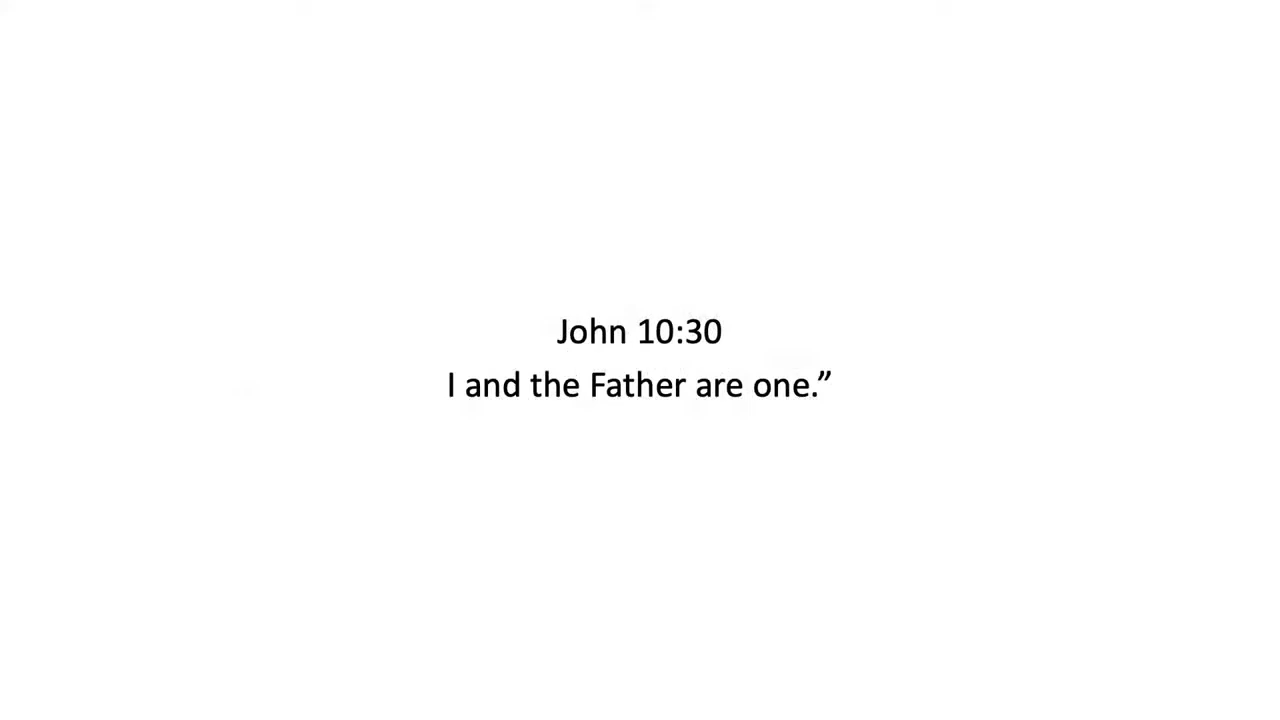 John 10:30
I and the Father are one.”